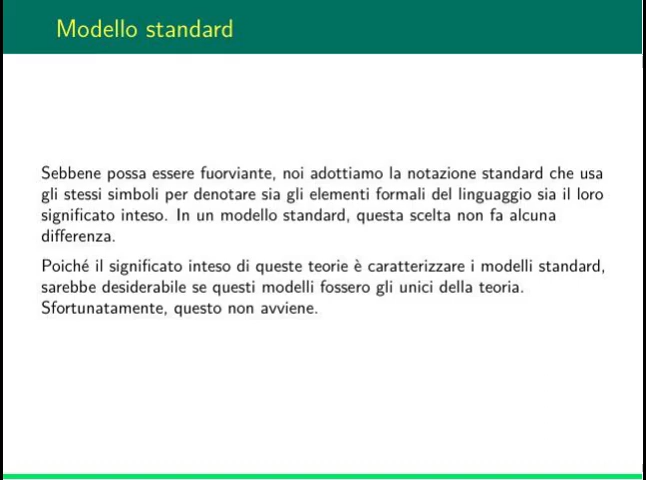 Modello standard
Sebbene possa essere fuorviante, noi adottiamo la notazione standard che usa
gli stessi simboli per denotare sia gli elementi formali del linguaggio sia il loro
significato inteso. In un modello standard, questa scelta non fa alcuna
differenza.
Poiché il significato inteso di queste teorie è caratterizzare i modelli standard,
sarebbe desiderabile se questi modelli fossero gli unici della teoria.
Sfortunatamente, questo non avviene.